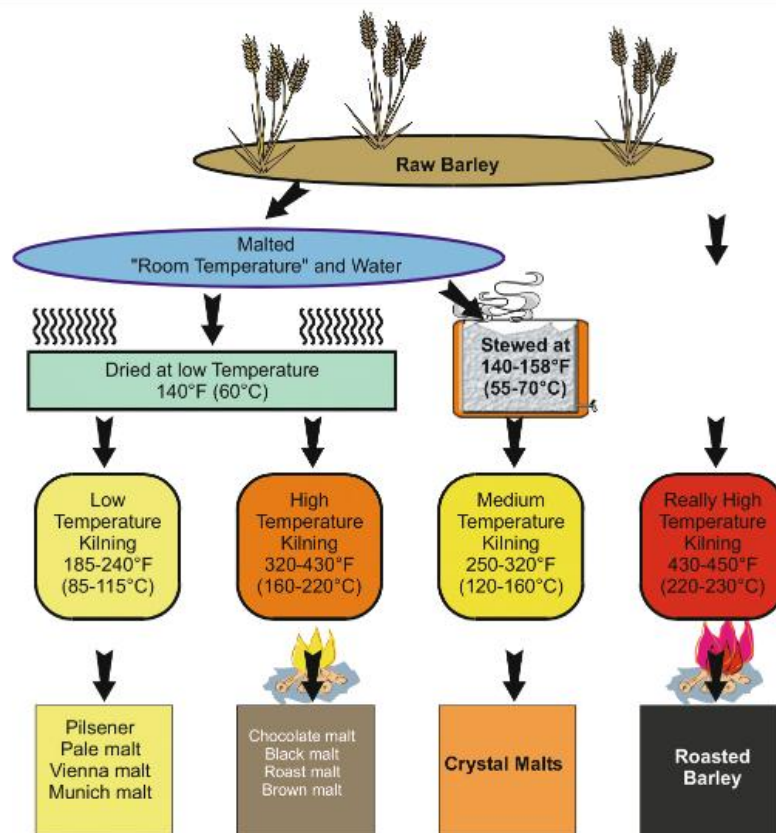 Raw Barley
Malted
"Room Temperature" and Water
Dried at low Temperature
140°F (60°C)
Stewed at
140-158°F
(55-70°C)
Low
Temperature
Kilning
185-240°F
(85-115°C)
High
Temperature
Kilning
320-430°F
(160-220°C)
Medium
Temperature
Kilning
250-320°F
(120-160°C)
Really High
Temperature
Kilning
430-450°F
(220-230°C)
Pilsener
Pale malt
Vienna malt
Munich malt
Chocolate malt
Black malt
Roast malt
Brown malt
Crystal Malts
Roasted
Barley